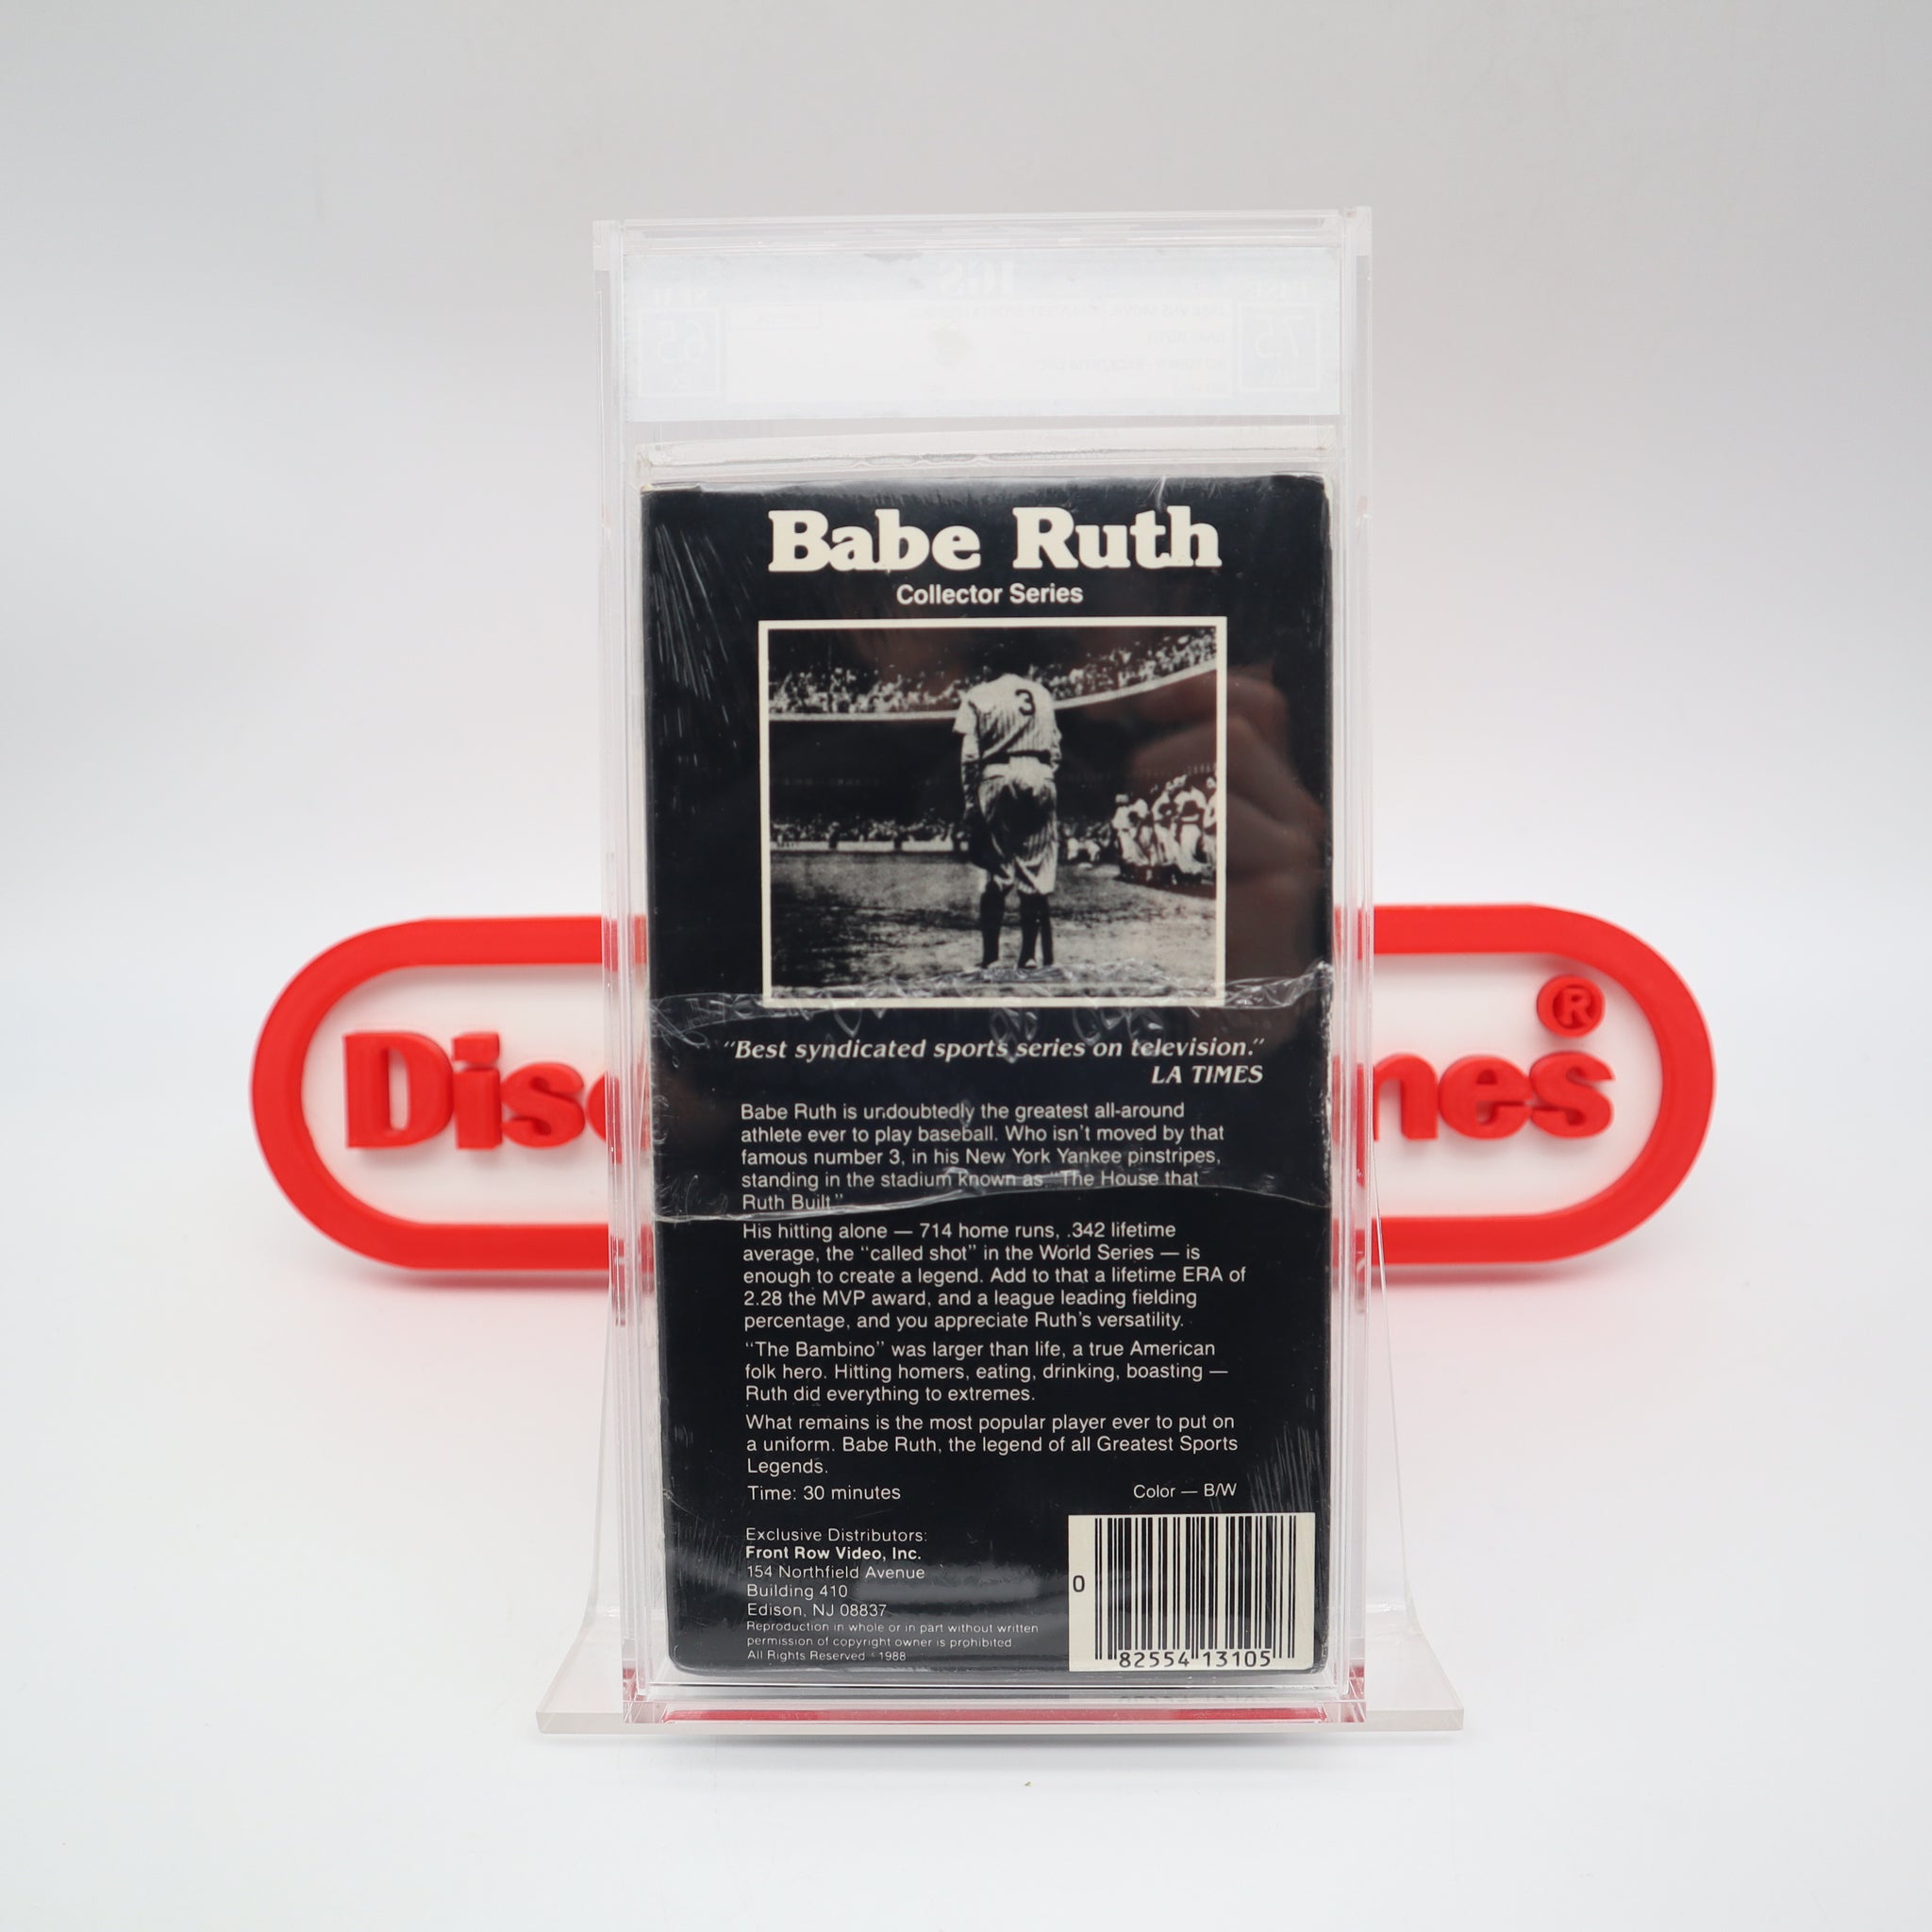 IGS
7.5
6.5
Babe Ruth
Collector Series
3
"Best syndicated sports series on television."
LA TIMES
Babe Ruth is undoubtedly the greatest all-around
athlete ever to play baseball. Who isn't moved by that
famous number 3, in his New York Yankee pinstripes,
standing in the stadium known as "The House that
Ruth Built."
His hitting alone — 714 home runs, .342 lifetime
average, the "called shot" in the World Series — is
enough to create a legend. Add to that a lifetime ERA of
2.28 the MVP award, and a league leading fielding
percentage, and you appreciate Ruth's versatility.
"The Bambino" was larger than life, a true American
folk hero. Hitting homers, eating, drinking, boasting —
Ruth did everything to extremes.
What remains is the most popular player ever to put on
a uniform. Babe Ruth, the legend of all Greatest Sports
Legends.
Time: 30 minutes
Color — B/W
Exclusive Distributors:
Front Row Video, Inc.
154 Northfield Avenue
Building 410
Edison, NJ 08837
Reproduction in whole or in part without written
permission of copyright owner is prohibited
All Rights Reserved 1988
0 82554 13105
®